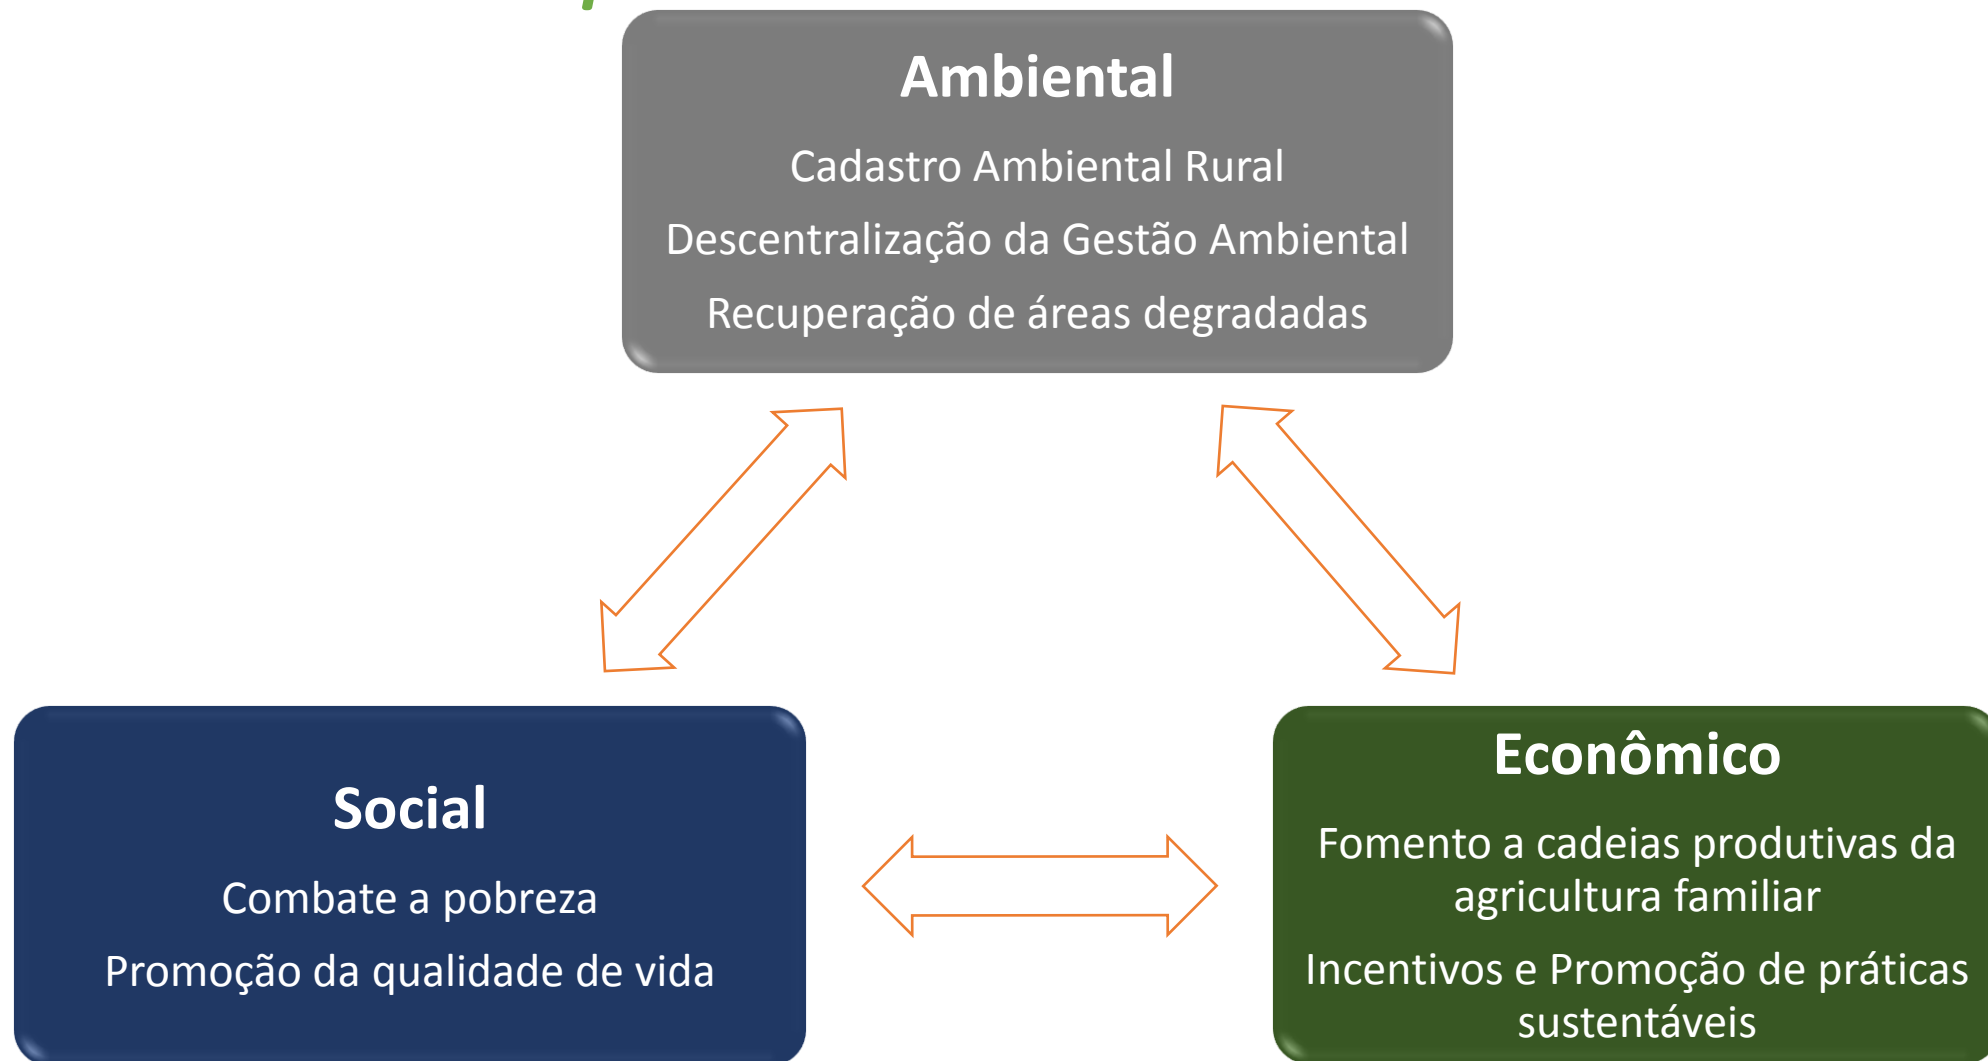 Ambiental
Cadastro Ambiental Rural
Descentralização da Gestão Ambiental
Recuperação de áreas degradadas
Social
Combate a pobreza
Promoção da qualidade de vida
Econômico
Fomento a cadeias produtivas da
agricultura familiar
Incentivos e Promoção de práticas
sustentáveis